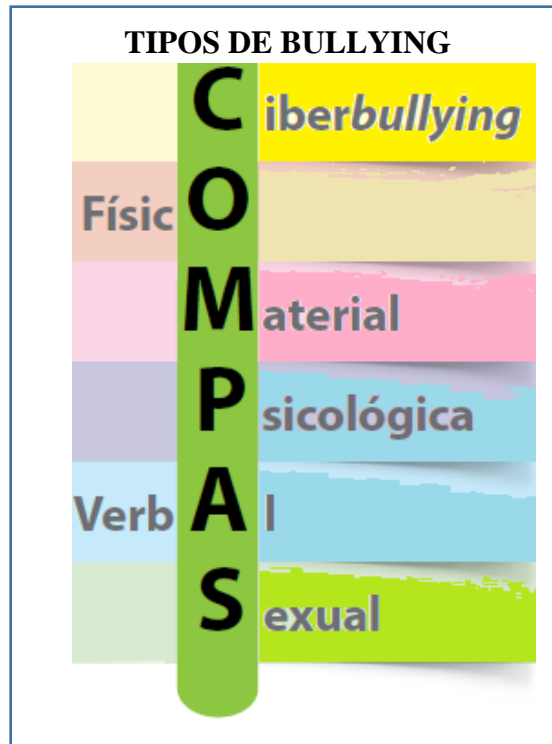 TIPOS DE BULLYING
Ciberbullying
FísicO
Material
Psicológica
VerbAl
Sexual